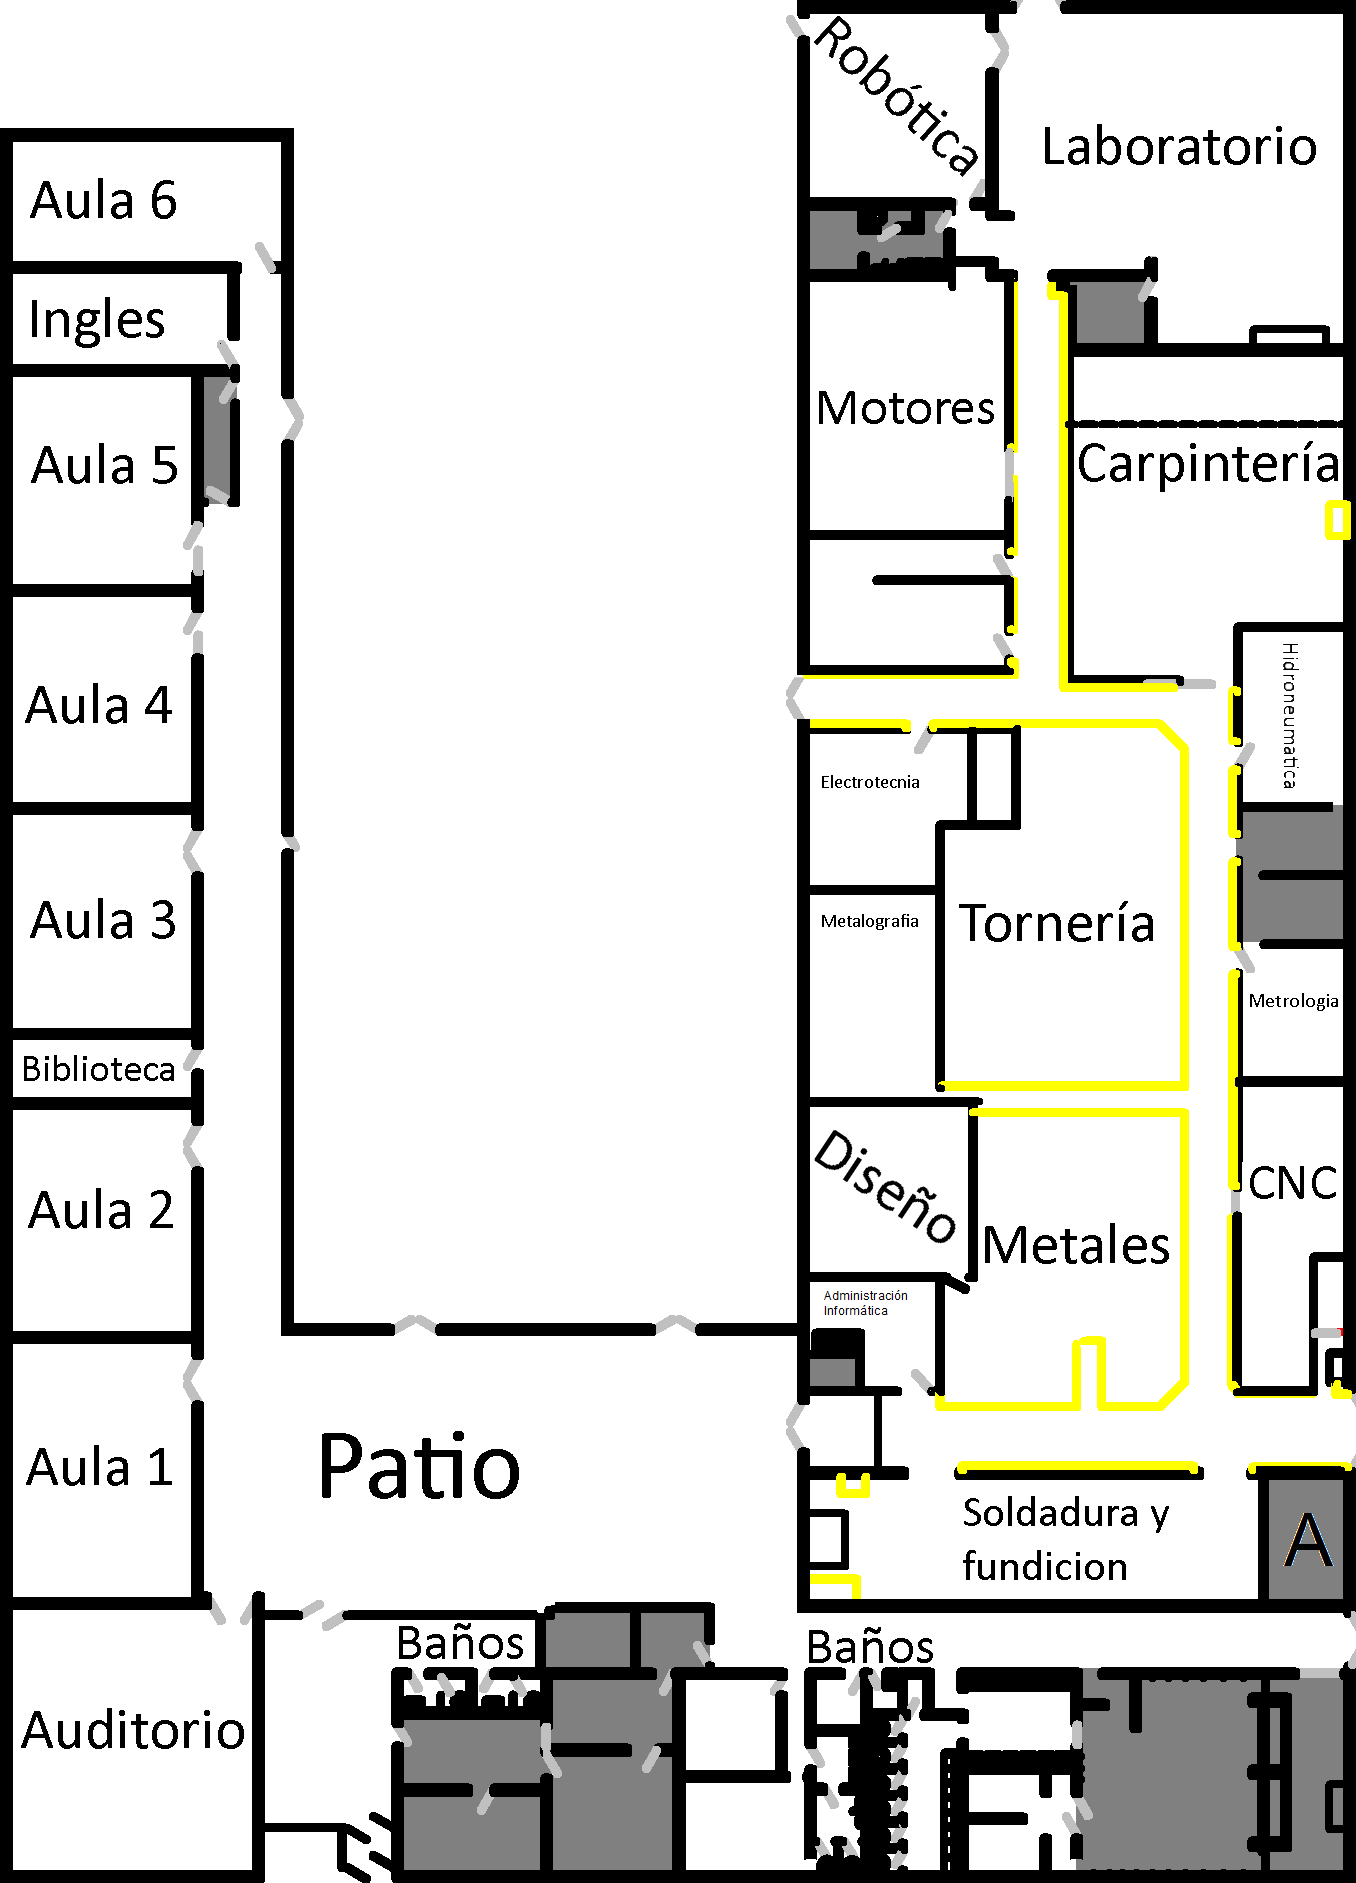 Robótica
Laboratorio
Aula 6
Ingles
Motores
Aula 5
Carpintería
Aula 4
Hidroneumatica
Electrotecnia
Aula 3
Metalografia
Tornería
Metrologia
Biblioteca
Aula 2
Diseño
CNC
Metales
Administración
Informática
Aula 1
Patio
Soldadura y
fundicion
A
Baños
Baños
Auditorio